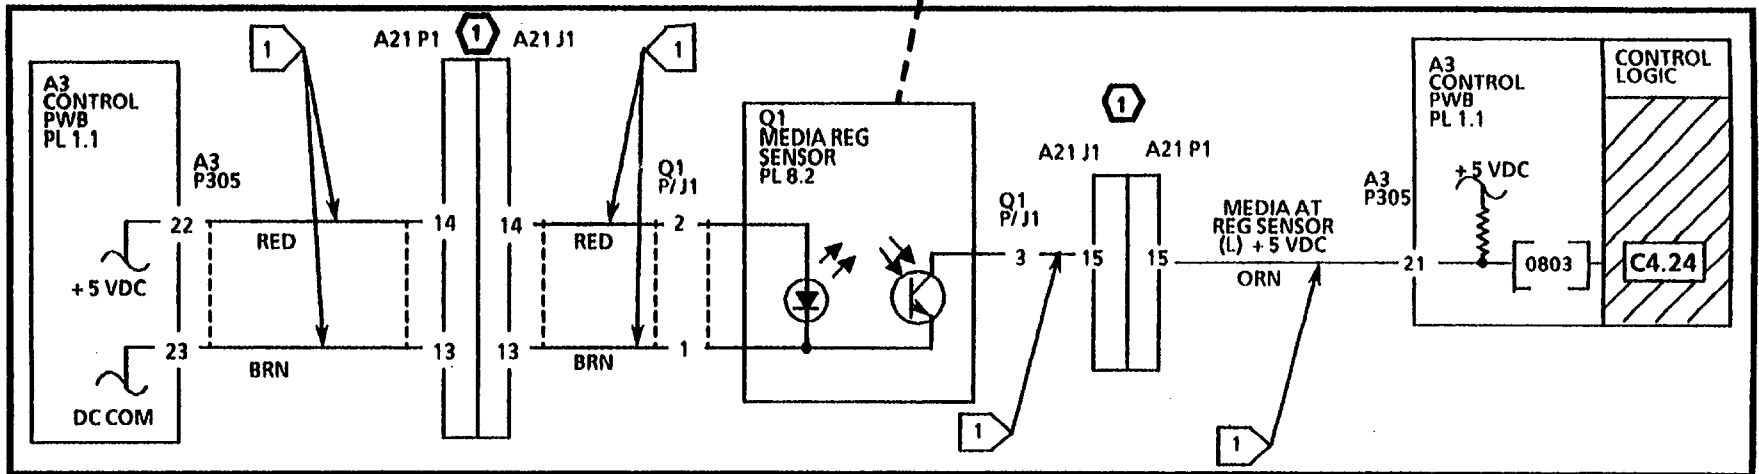 1
A21 P1
1
A21 J1
1
A3
CONTROL
PWB
PL 1.1
A3
P305
22
RED
14
14
RED
Q1
P/J1
2
+ 5 VDC
23
BRN
13
13
BRN
1
DC COM
Q1
MEDIA REG
SENSOR
PL 8.2
Q1
P/J1
3
1
A21 J1
A21 P1
15
15
MEDIA AT
REG SENSOR
(L) + 5 VDC
ORN
1
1
A3
P305
21
A3
CONTROL
PWB
PL 1.1
+ 5 VDC
0803
CONTROL
LOGIC
C4.24